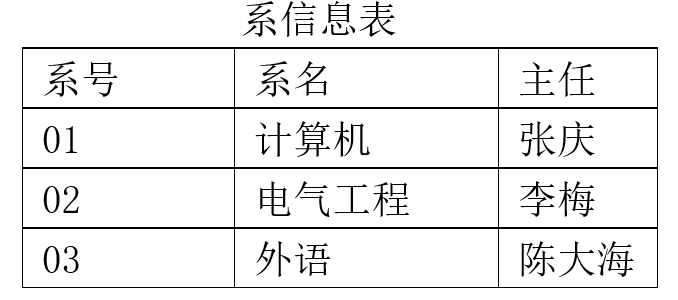 系信息表
系号 系名 主任
01 计算机 张庆
02 电气工程 李梅
03 外语 陈大海